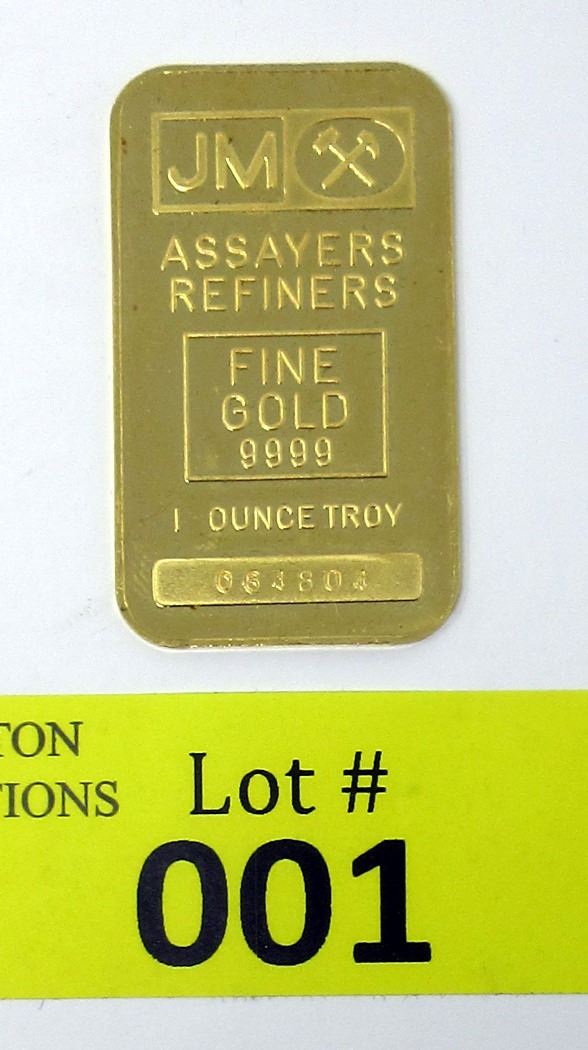 JM
ASSAYERS
REFINERS
FINE
GOLD
9999
1 OUNCE TROY
064804
TON
TIONS
Lot #
001